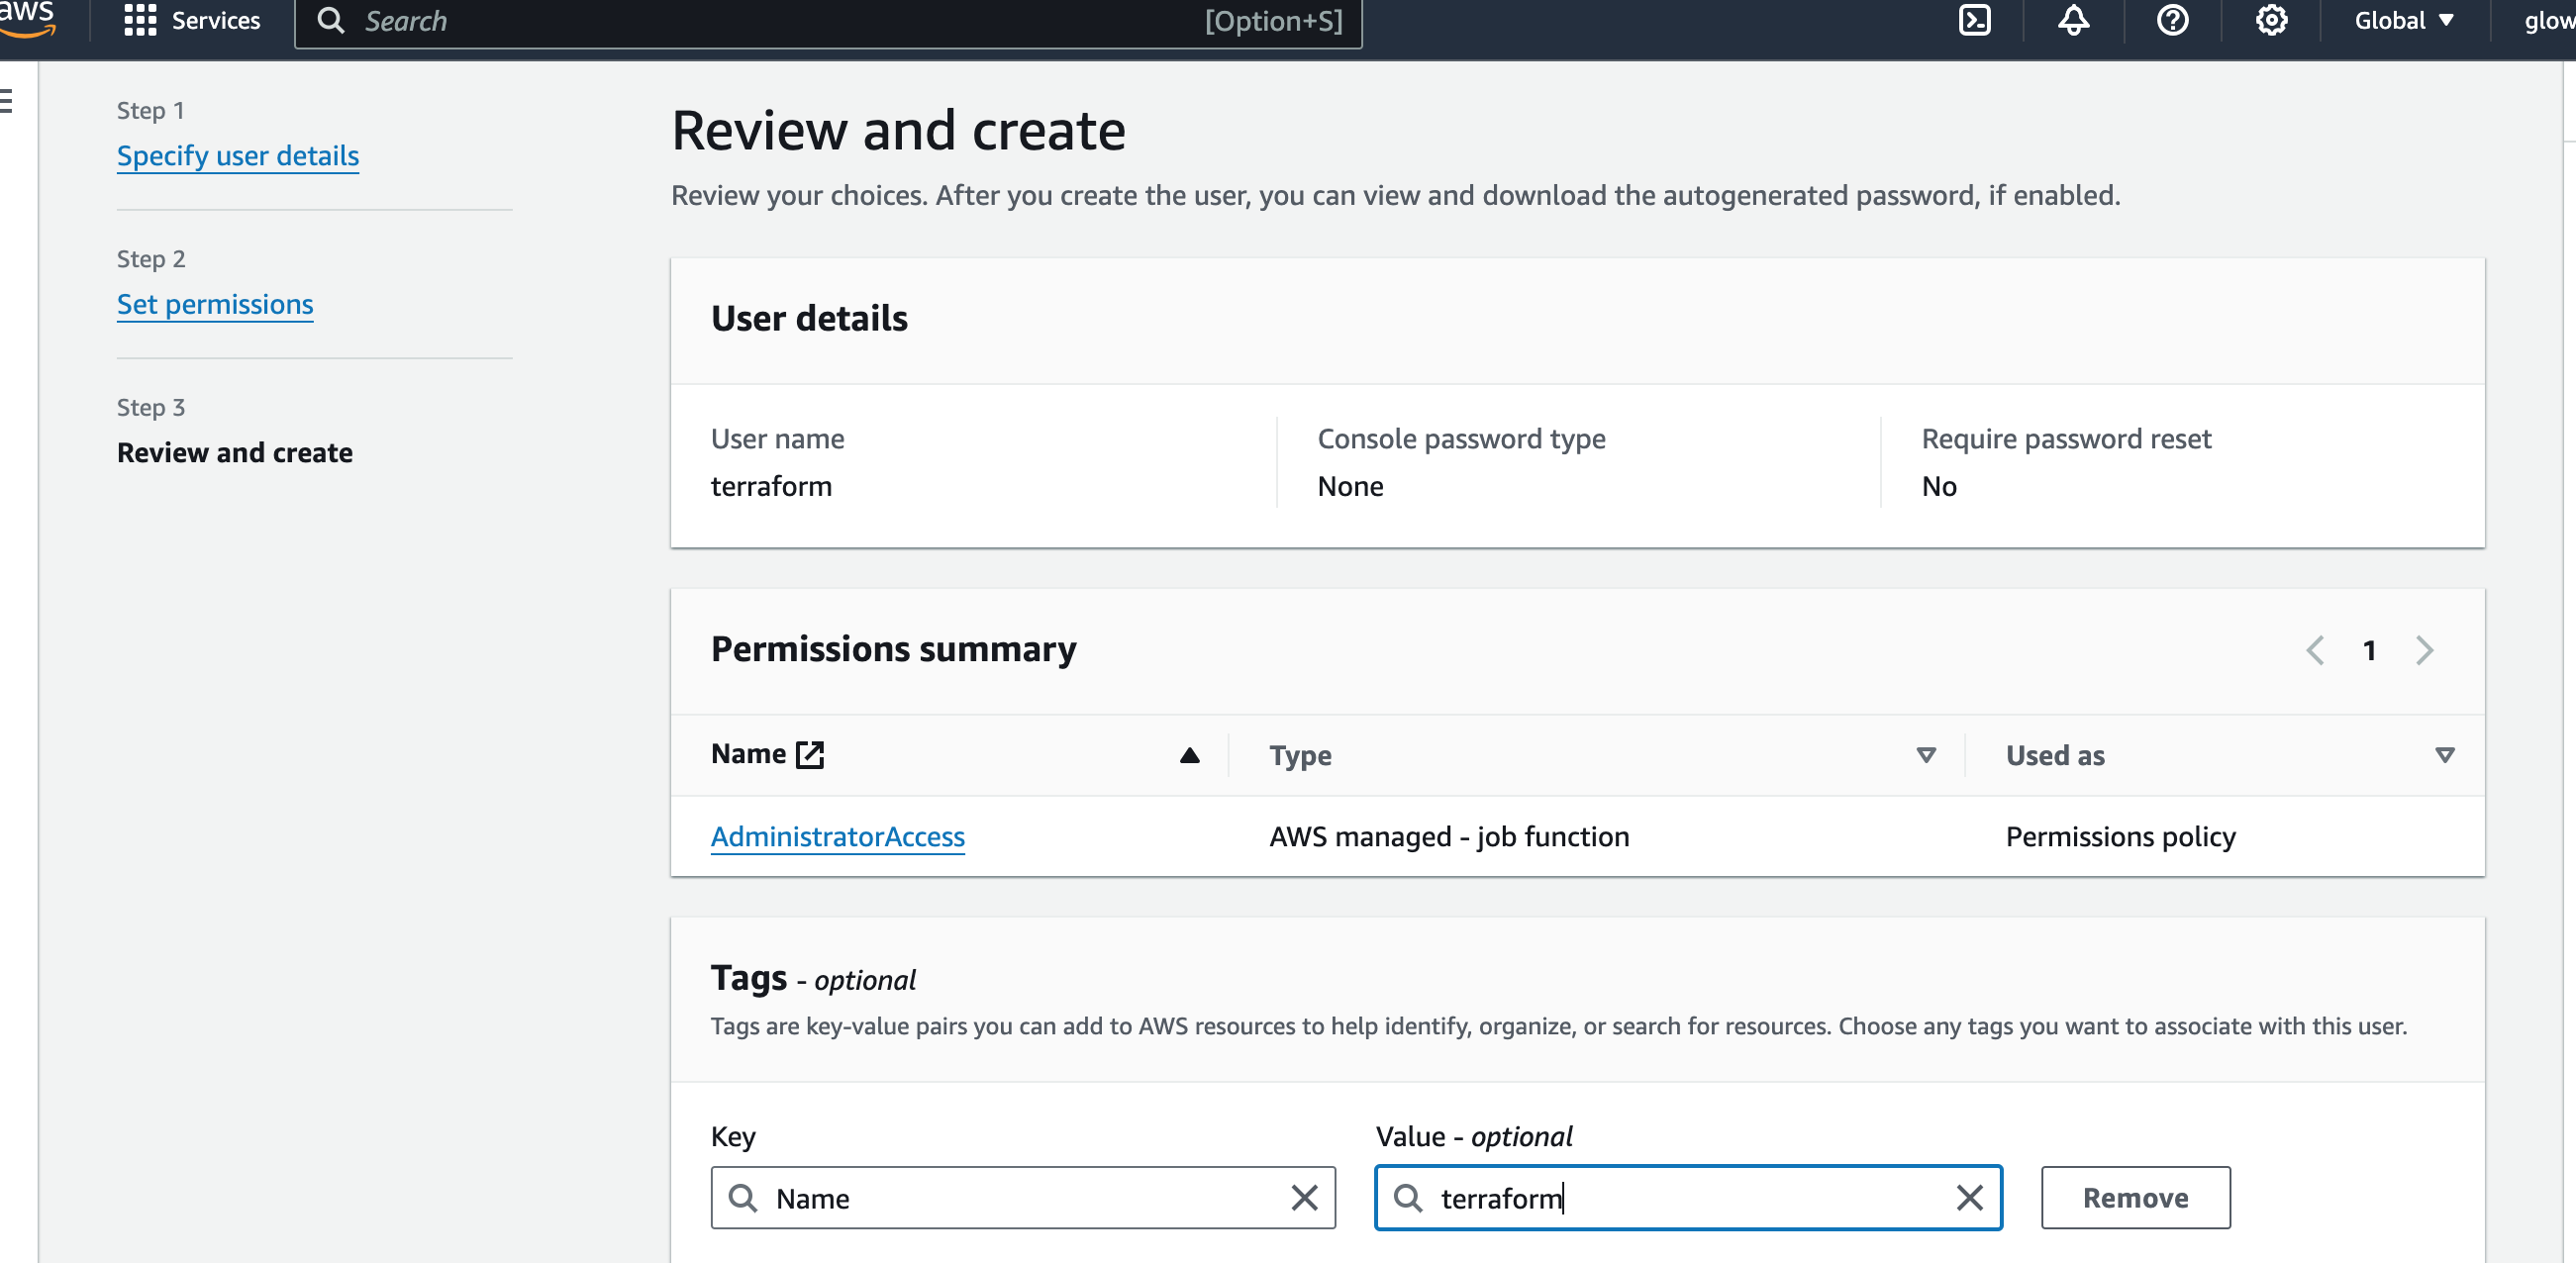 aws
Services
Search
[Option+S]
Global
glow
Step 1
Specify user details
Step 2
Set permissions
Step 3
Review and create
Review and create
Review your choices. After you create the user, you can view and download the autogenerated password, if enabled.
User details
User name
terraform
Console password type
None
Require password reset
No
Permissions summary
1
Name
Type
Used as
AdministratorAccess
AWS managed - job function
Permissions policy
Tags - optional
Tags are key-value pairs you can add to AWS resources to help identify, organize, or search for resources. Choose any tags you want to associate with this user.
Key
Name
Value - optional
terraform
Remove